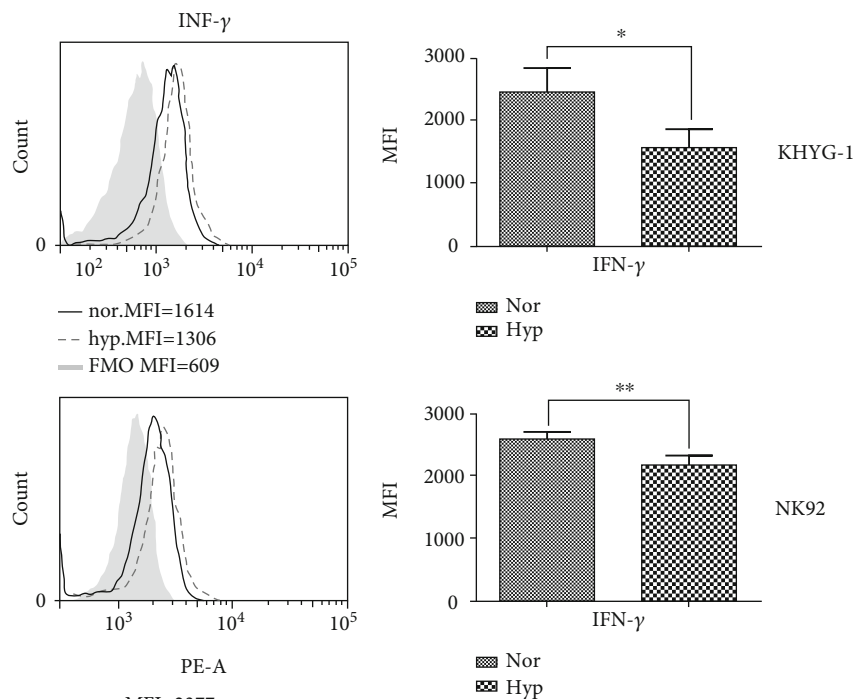 INF-γ
Count
0
10² 10³ 10⁴ 10⁵
nor.MFI=1614
hyp.MFI=1306
FMO MFI=609
*
3000
2000
1000
0
MFI
IFN-γ
KHYG-1
Nor
Hyp
Count
0
10³ 10⁴ 10⁵
PE-A
**
3000
2000
1000
0
MFI
IFN-γ
NK92
Nor
Hyp